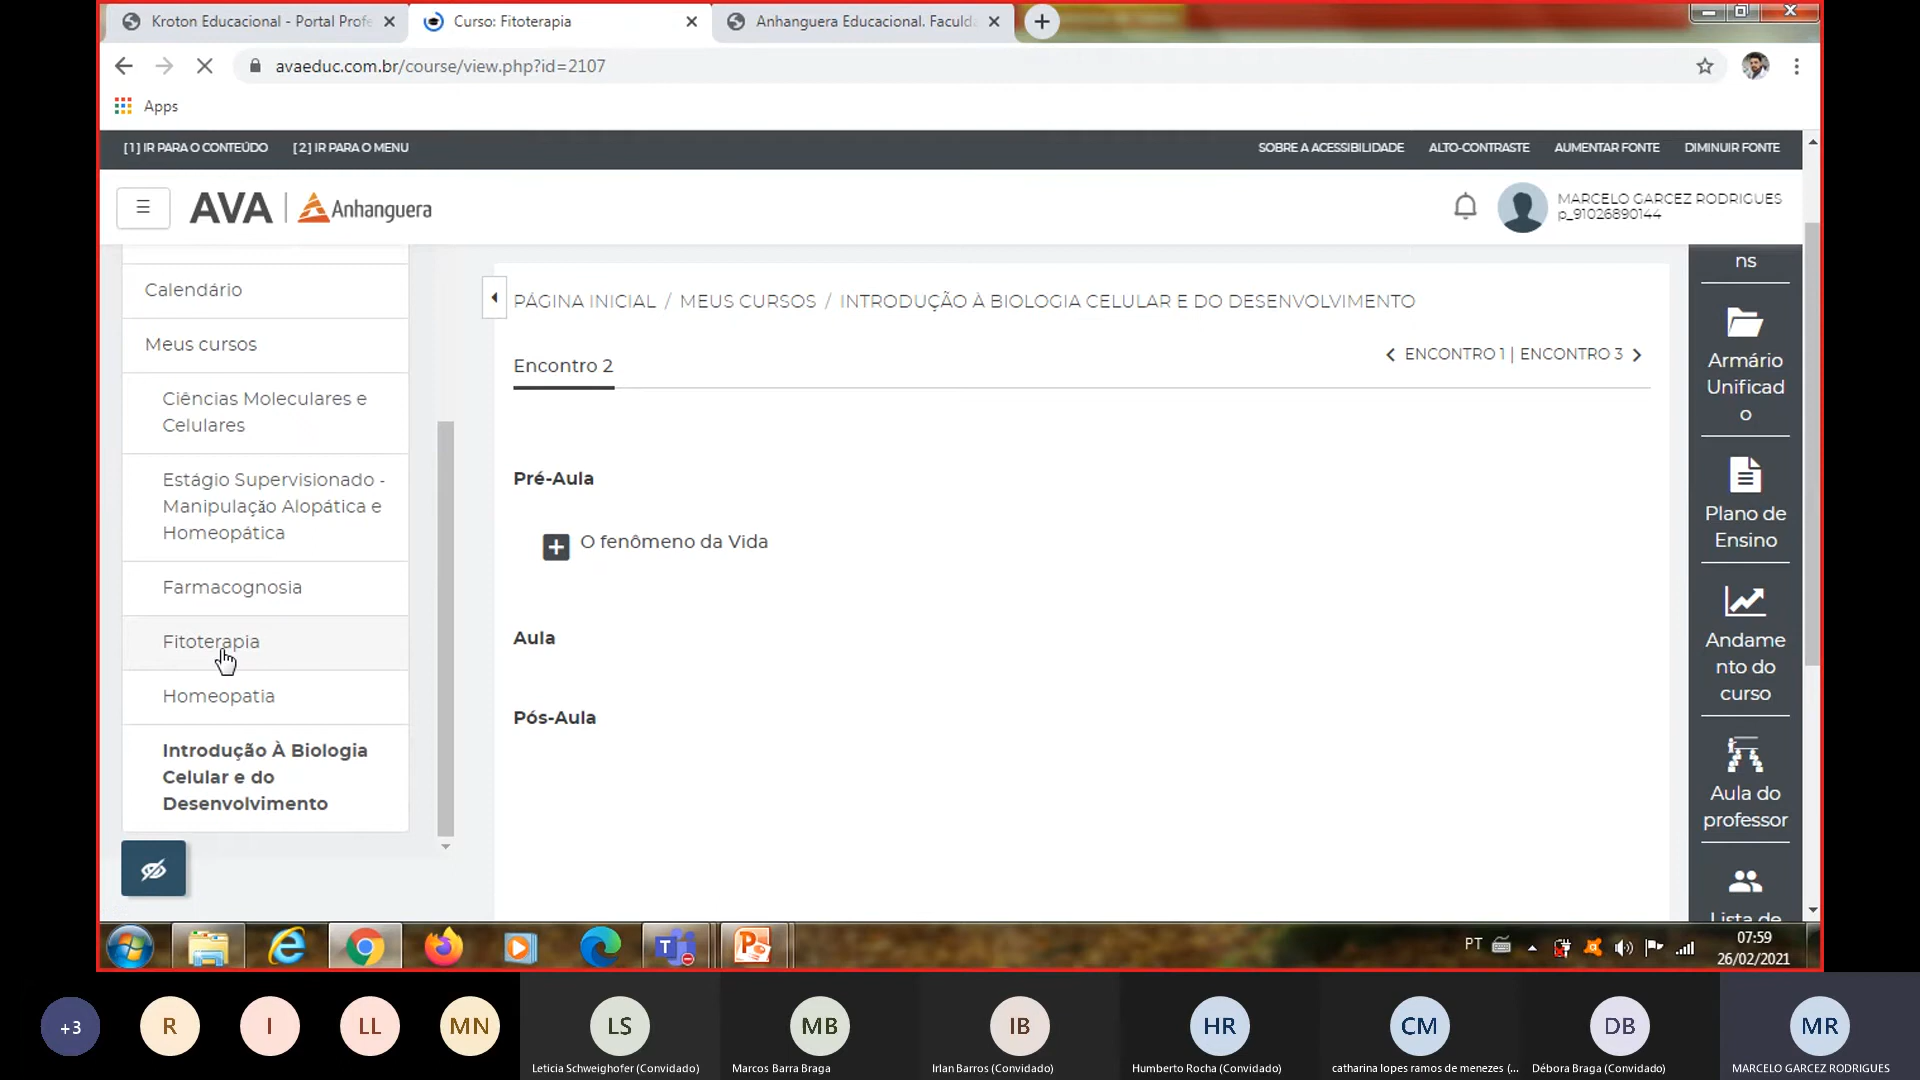 Kroton Educacional - Portal Profe
Curso: Fitoterapia
Anhanguera Educacional. Faculda
avaeduc.com.br/course/view.php?id=2107
Apps
[1] IR PARA O CONTEÚDO
[2] IR PARA O MENU
SOBRE A ACESSIBILIDADE
ALTO-CONTRASTE
AUMENTAR FONTE
DIMINUIR FONTE
AVA | Anhanguera
MARCELO GARCEZ RODRIGUES
p_91026890144
Calendário
Meus cursos
Ciências Moleculares e
Celulares
Estágio Supervisionado -
Manipulação Alopática e
Homeopática
Farmacognosia
Fitoterapia
Homeopatia
Introdução À Biologia
Celular e do
Desenvolvimento
PÁGINA INICIAL / MEUS CURSOS / INTRODUÇÃO À BIOLOGIA CELULAR E DO DESENVOLVIMENTO
Encontro 2
ENCONTRO 1 | ENCONTRO 3
Pré-Aula
O fenômeno da Vida
Aula
Pós-Aula
ns
Armário
Unificad
o
Plano de
Ensino
Andame
nto do
curso
Aula do
professor
Lista de
PT
07:59
26/02/2021
+3
R
I
LL
MN
LS
MB
IB
HR
CM
DB
MR
Leticia Schweighofer (Convidado)
Marcos Barra Braga
Irlan Barros (Convidado)
Humberto Rocha (Convidado)
catharina lopes ramos de menezes (...
Débora Braga (Convidado)
MARCELO GARCEZ RODRIGUES